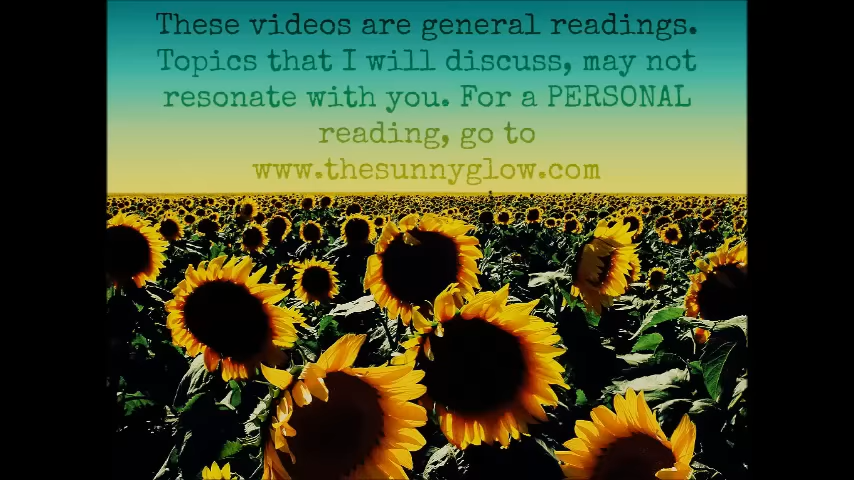 These videos are general readings.
Topics that I will discuss, may not
resonate with you. For a PERSONAL
reading, go to
www.thesunnyglow.com